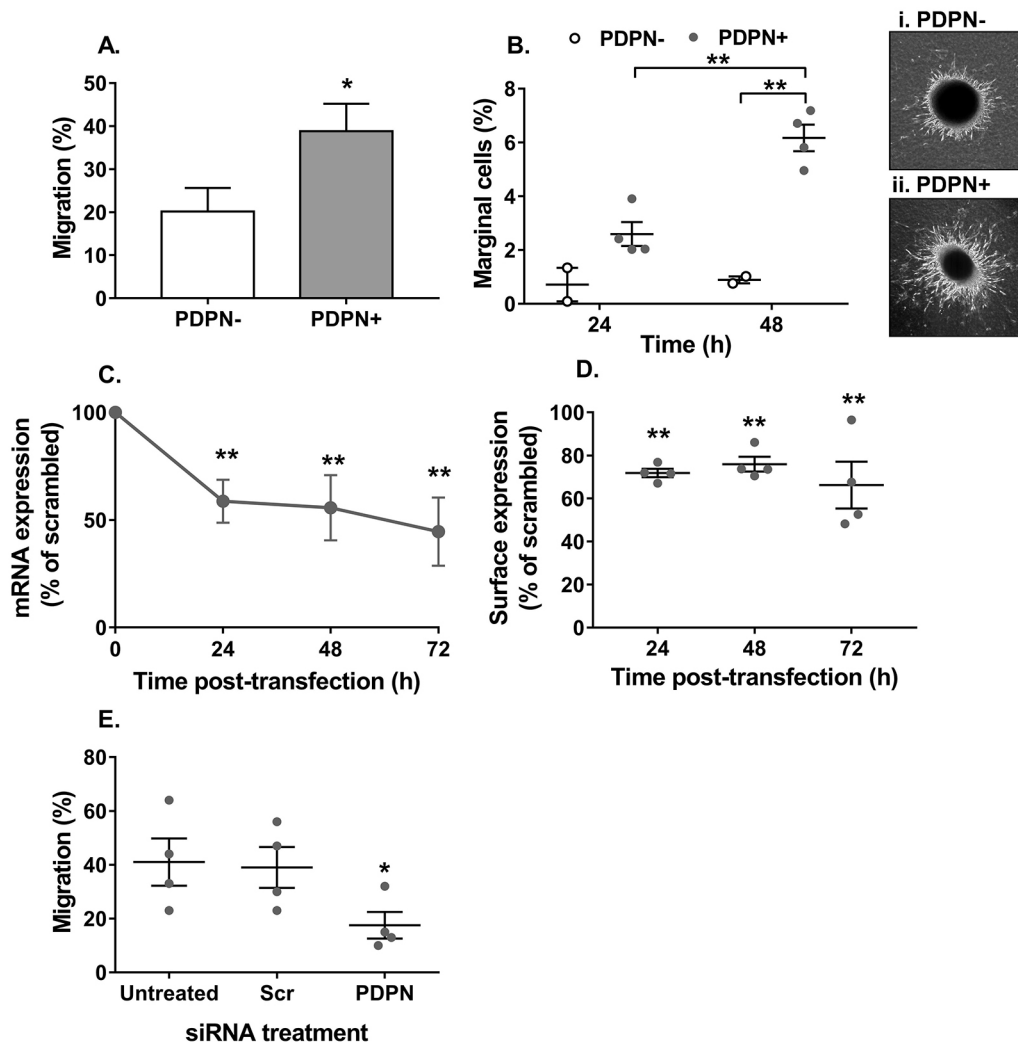 A.
Migration (%)
50
40
30
20
10
0
*
PDPN-
PDPN+
B.
PDPN-
PDPN+
Marginal cells (%)
8
6
4
2
0
**
**
24
48
Time (h)
i. PDPN-
ii. PDPN+
C.
mRNA expression
(% of scrambled)
100
50
0
**
**
**
0
24
48
72
Time post-transfection (h)
D.
Surface expression
(% of scrambled)
100
80
60
40
20
0
**
**
**
24
48
72
Time post-transfection (h)
E.
Migration (%)
80
60
40
20
0
*
Untreated
Scr
PDPN
siRNA treatment